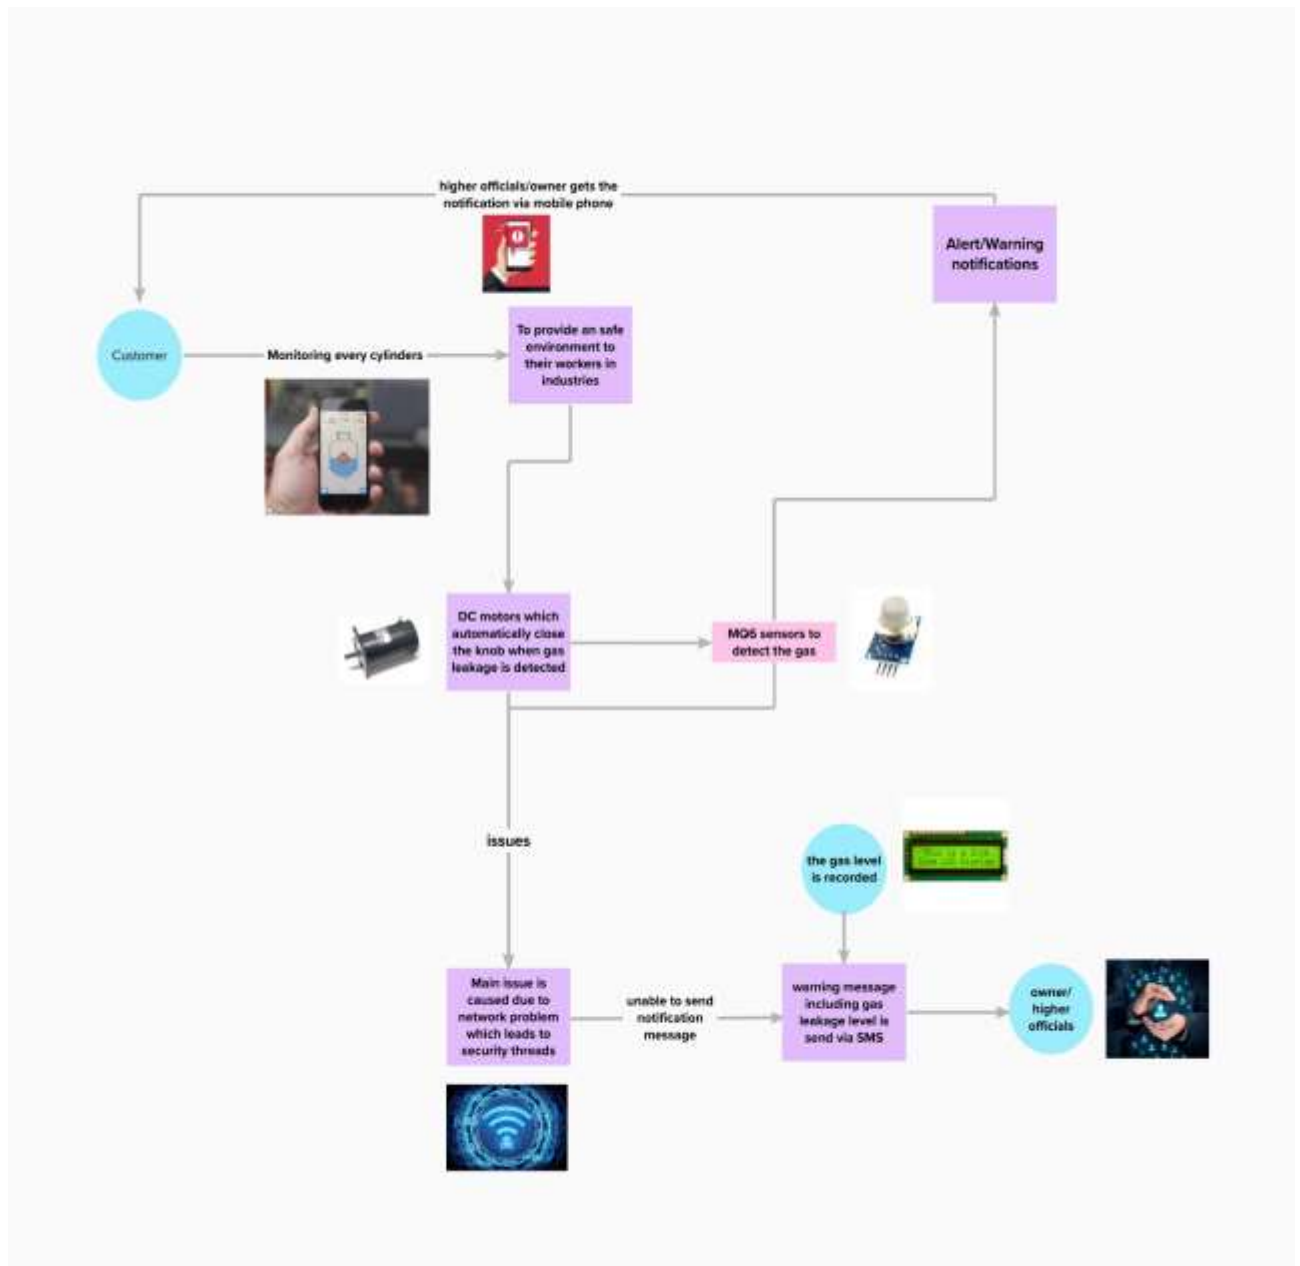 higher officials/owner gets the
notification via mobile phone
Alert/Warning
notifications
Customer
Monitoring every cylinders
To provide an safe
environment to
their workers in
industries
DC motors which
automatically close
the knob when gas
leakage is detected
MQ6 sensors to
detect the gas
issues
the gas level
is recorded
Main issue is
caused due to
network problem
which leads to
security threads
unable to send
notification
message
warning message
including gas
leakage level is
send via SMS
owner/
higher
officials